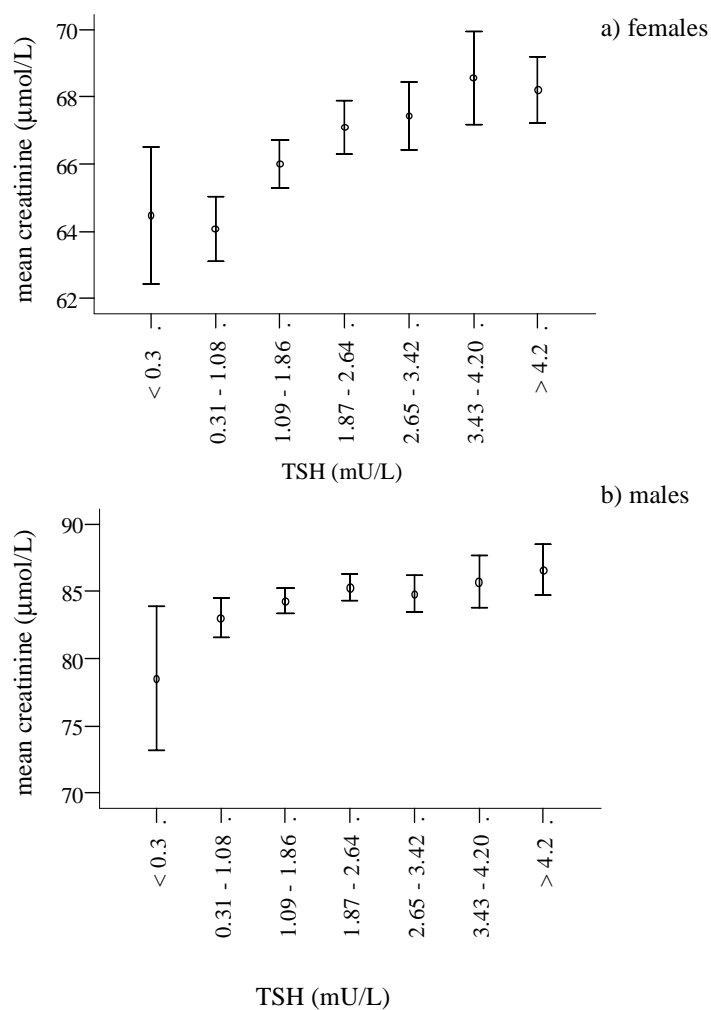 a) females
mean creatinine (μmol/L)
70
68
66
64
62
< 0.3 .
0.31 - 1.08 .
1.09 - 1.86 .
1.87 - 2.64 .
2.65 - 3.42 .
3.43 - 4.20 .
> 4.2 .
TSH (mU/L)
b) males
mean creatinine (μmol/L)
90
85
80
75
70
< 0.3 .
0.31 - 1.08 .
1.09 - 1.86 .
1.87 - 2.64 .
2.65 - 3.42 .
3.43 - 4.20 .
> 4.2 .
TSH (mU/L)